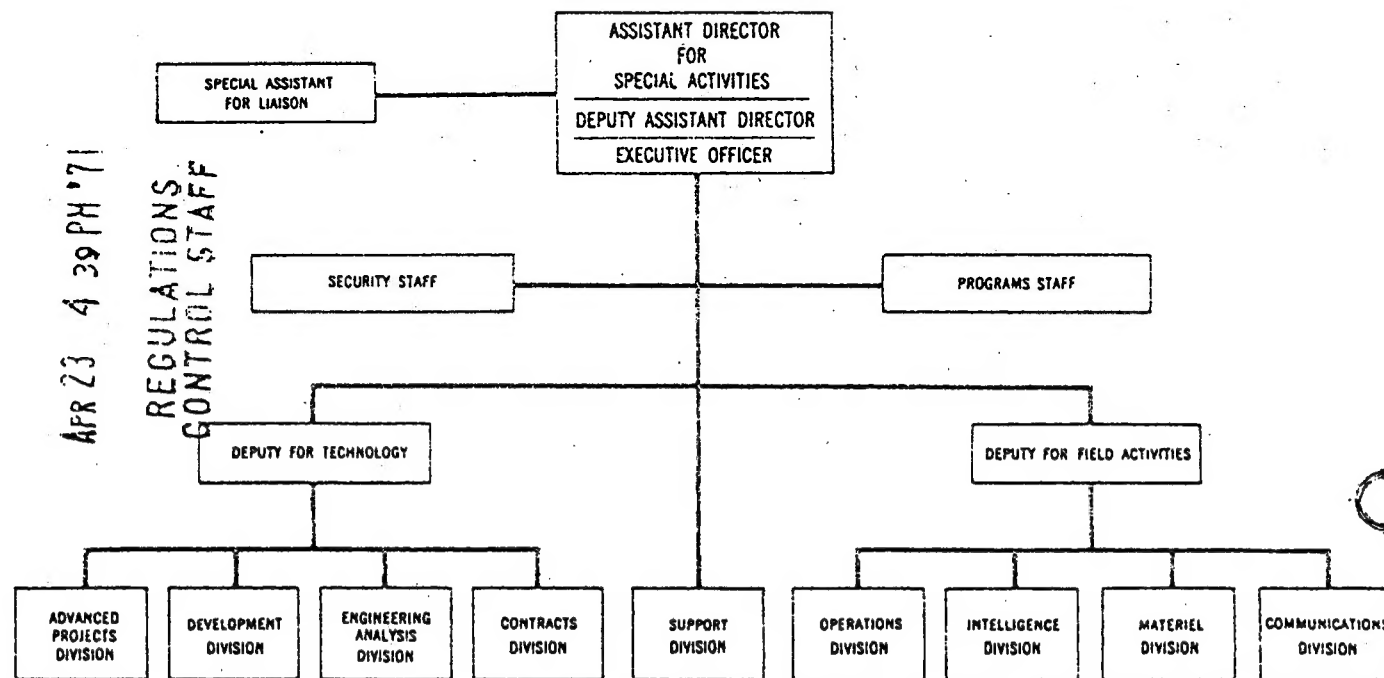 ASSISTANT DIRECTOR
FOR
SPECIAL ACTIVITIES
DEPUTY ASSISTANT DIRECTOR
EXECUTIVE OFFICER
SPECIAL ASSISTANT
FOR LIAISON
APR 23 4 39 PM '71
REGULATIONS
CONTROL STAFF
SECURITY STAFF
PROGRAMS STAFF
DEPUTY FOR TECHNOLOGY
DEPUTY FOR FIELD ACTIVITIES
ADVANCED
PROJECTS
DIVISION
DEVELOPMENT
DIVISION
ENGINEERING
ANALYSIS
DIVISION
CONTRACTS
DIVISION
SUPPORT
DIVISION
OPERATIONS
DIVISION
INTELLIGENCE
DIVISION
MATERIEL
DIVISION
COMMUNICATIONS
DIVISION